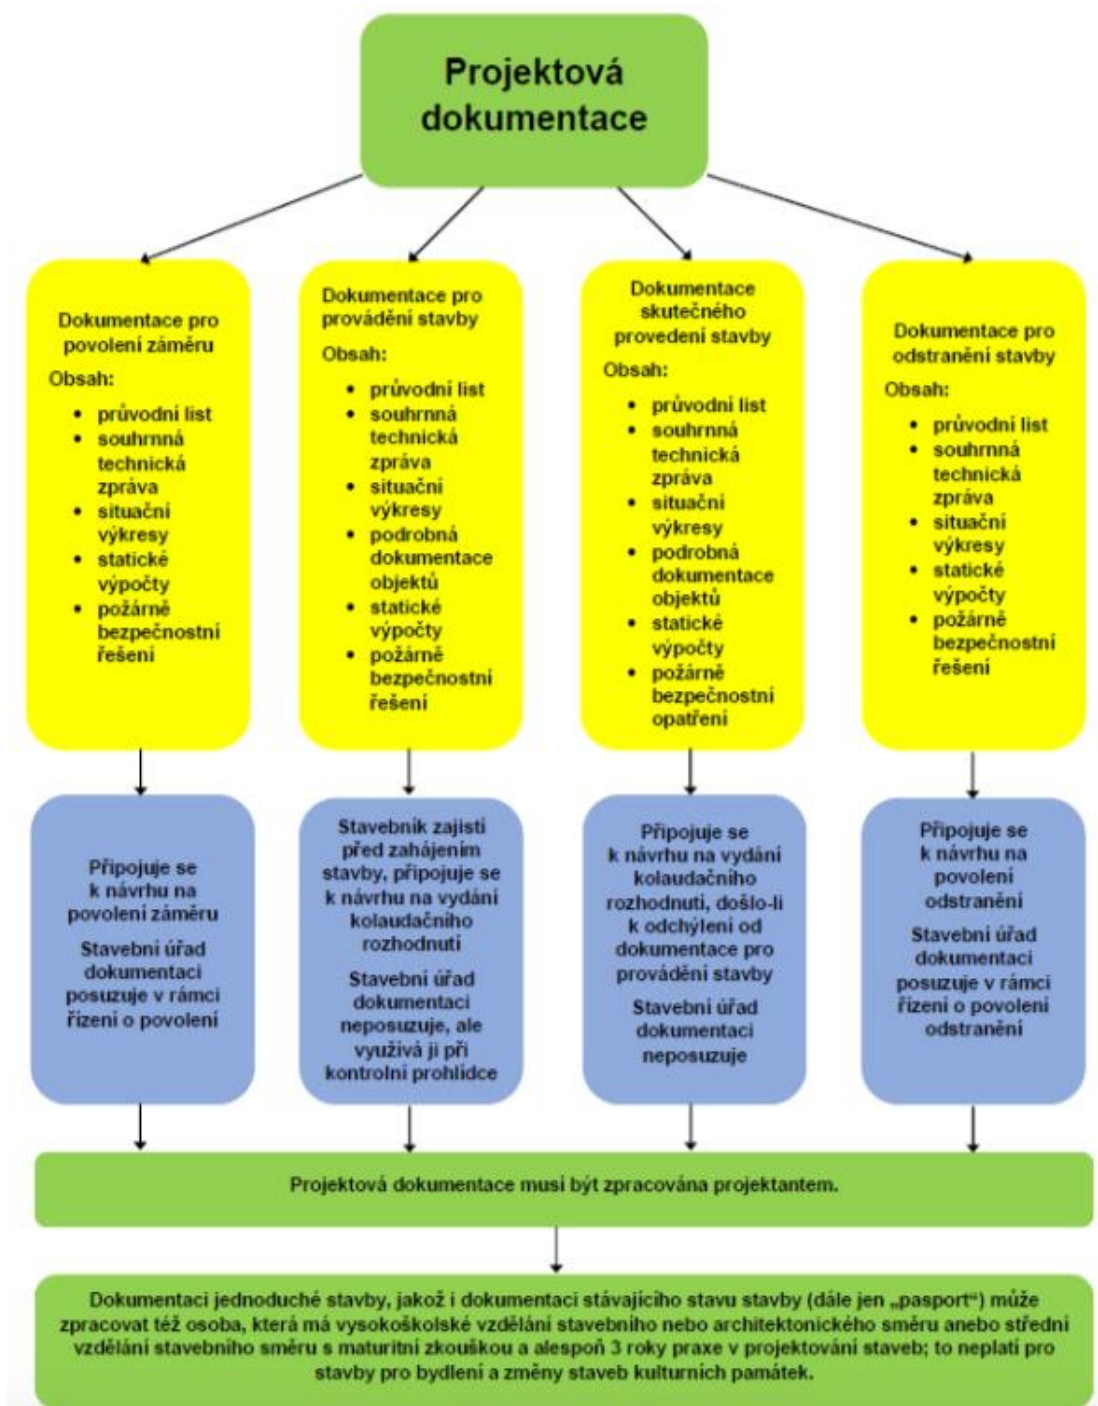 Projektová
dokumentace
Dokumentace pro
povolení záměru
Obsah:
• průvodní list
• souhrnná
technická
zpráva
• situační
výkresy
• statické
výpočty
• požárně
bezpečnostní
řešení
Dokumentace pro
provádění stavby
Obsah:
• průvodní list
• souhrnná
technická
zpráva
• situační
výkresy
• podrobná
dokumentace
objektů
• statické
výpočty
• požárně
bezpečnostní
řešení
Dokumentace
skutečného
provedení stavby
Obsah:
• průvodní list
• souhrnná
technická
zpráva
• situační
výkresy
• podrobná
dokumentace
objektů
• statické
výpočty
• požárně
bezpečnostní
opatření
Dokumentace pro
odstranění stavby
Obsah:
• průvodní list
• souhrnná
technická
zpráva
• situační
výkresy
• statické
výpočty
• požárně
bezpečnostní
řešení
Připojuje se
k návrhu na
povolení záměru
Stavební úřad
dokumentaci
posuzuje v rámci
řízení o povolení
Stavebník zajistí
před zahájením
stavby, připojuje se
k návrhu na vydání
kolaudačního
rozhodnutí
Stavební úřad
dokumentaci
neposuzuje, ale
využívá ji při
kontrolní prohlídce
Připojuje se
k návrhu na vydání
kolaudačního
rozhodnutí, došlo-li
k odchýlení od
dokumentace pro
provádění stavby
Stavební úřad
dokumentaci
neposuzuje
Připojuje se
k návrhu na
povolení
odstranění
Stavební úřad
dokumentaci
posuzuje v rámci
řízení o povolení
odstranění
Projektová dokumentace musí být zpracována projektantem.
Dokumentaci jednoduché stavby, jakož i dokumentaci stávajícího stavu stavby (dále jen „pasport“) může
zpracovat též osoba, která má vysokoškolské vzdělání stavebního nebo architektonického směru anebo střední
vzdělání stavebního směru s maturitní zkouškou a alespoň 3 roky praxe v projektování staveb; to neplatí pro
stavby pro bydlení a změny staveb kulturních památek.